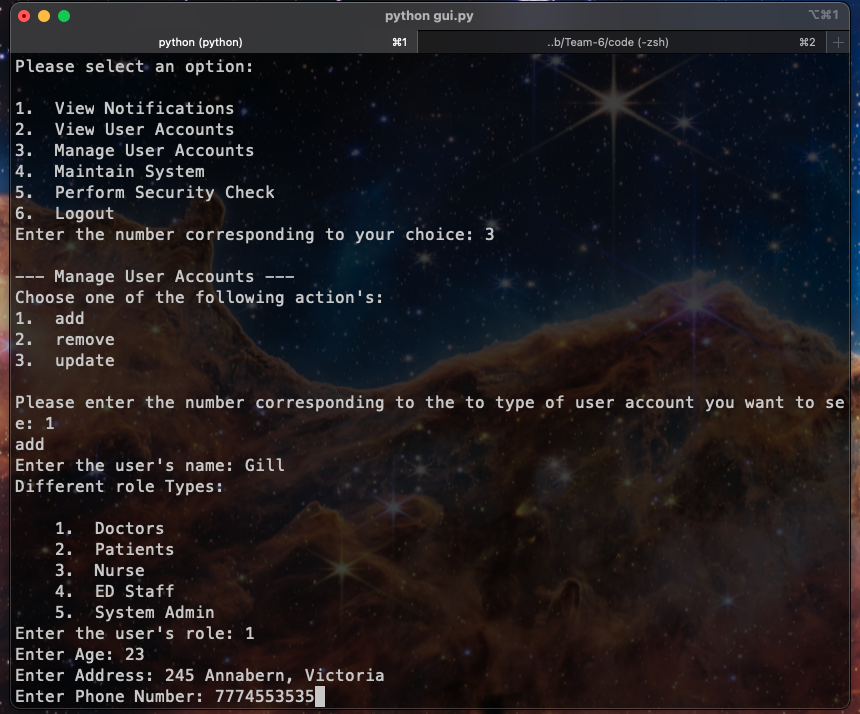 python gui.py
⌥⌘1
python (python) ⌘1
..b/Team-6/code (-zsh) ⌘2 +
Please select an option:
1. View Notifications
2. View User Accounts
3. Manage User Accounts
4. Maintain System
5. Perform Security Check
6. Logout
Enter the number corresponding to your choice: 3
--- Manage User Accounts ---
Choose one of the following action's:
1. add
2. remove
3. update
Please enter the number corresponding to the to type of user account you want to se
e: 1
add
Enter the user's name: Gill
Different role Types:
1. Doctors
2. Patients
3. Nurse
4. ED Staff
5. System Admin
Enter the user's role: 1
Enter Age: 23
Enter Address: 245 Annabern, Victoria
Enter Phone Number: 7774553535